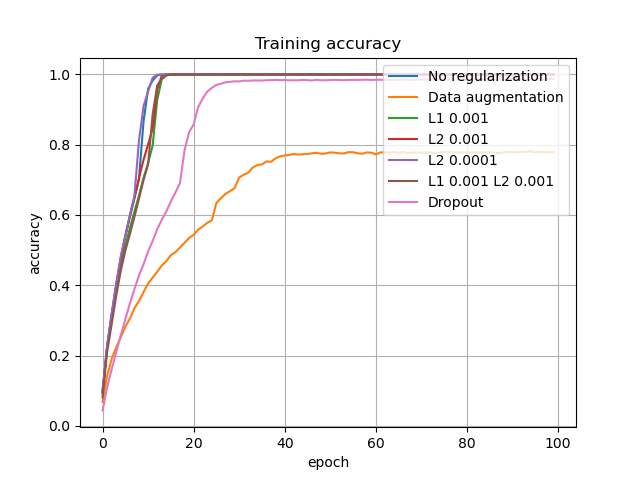 Training accuracy
accuracy
1.0
0.8
0.6
0.4
0.2
0.0
0
20
40
60
80
100
epoch
No regularization
Data augmentation
L1 0.001
L2 0.001
L2 0.0001
L1 0.001 L2 0.001
Dropout